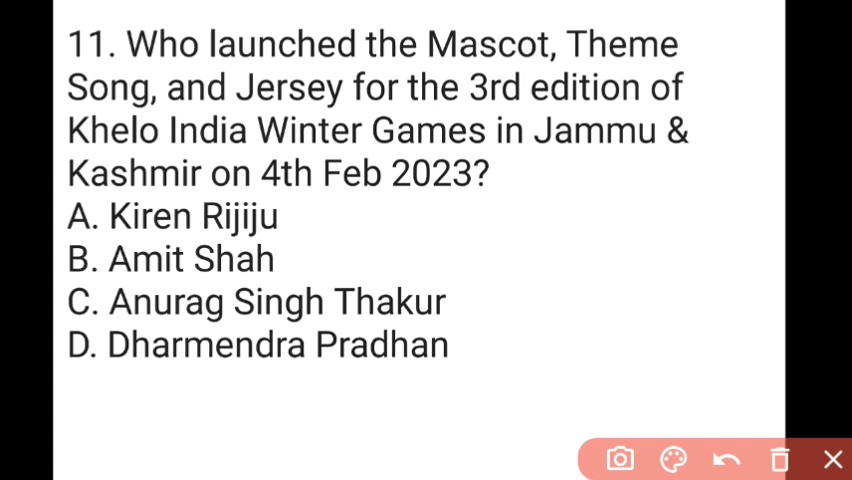 11. Who launched the Mascot, Theme
Song, and Jersey for the 3rd edition of
Khelo India Winter Games in Jammu &
Kashmir on 4th Feb 2023?
A. Kiren Rijiju
B. Amit Shah
C. Anurag Singh Thakur
D. Dharmendra Pradhan